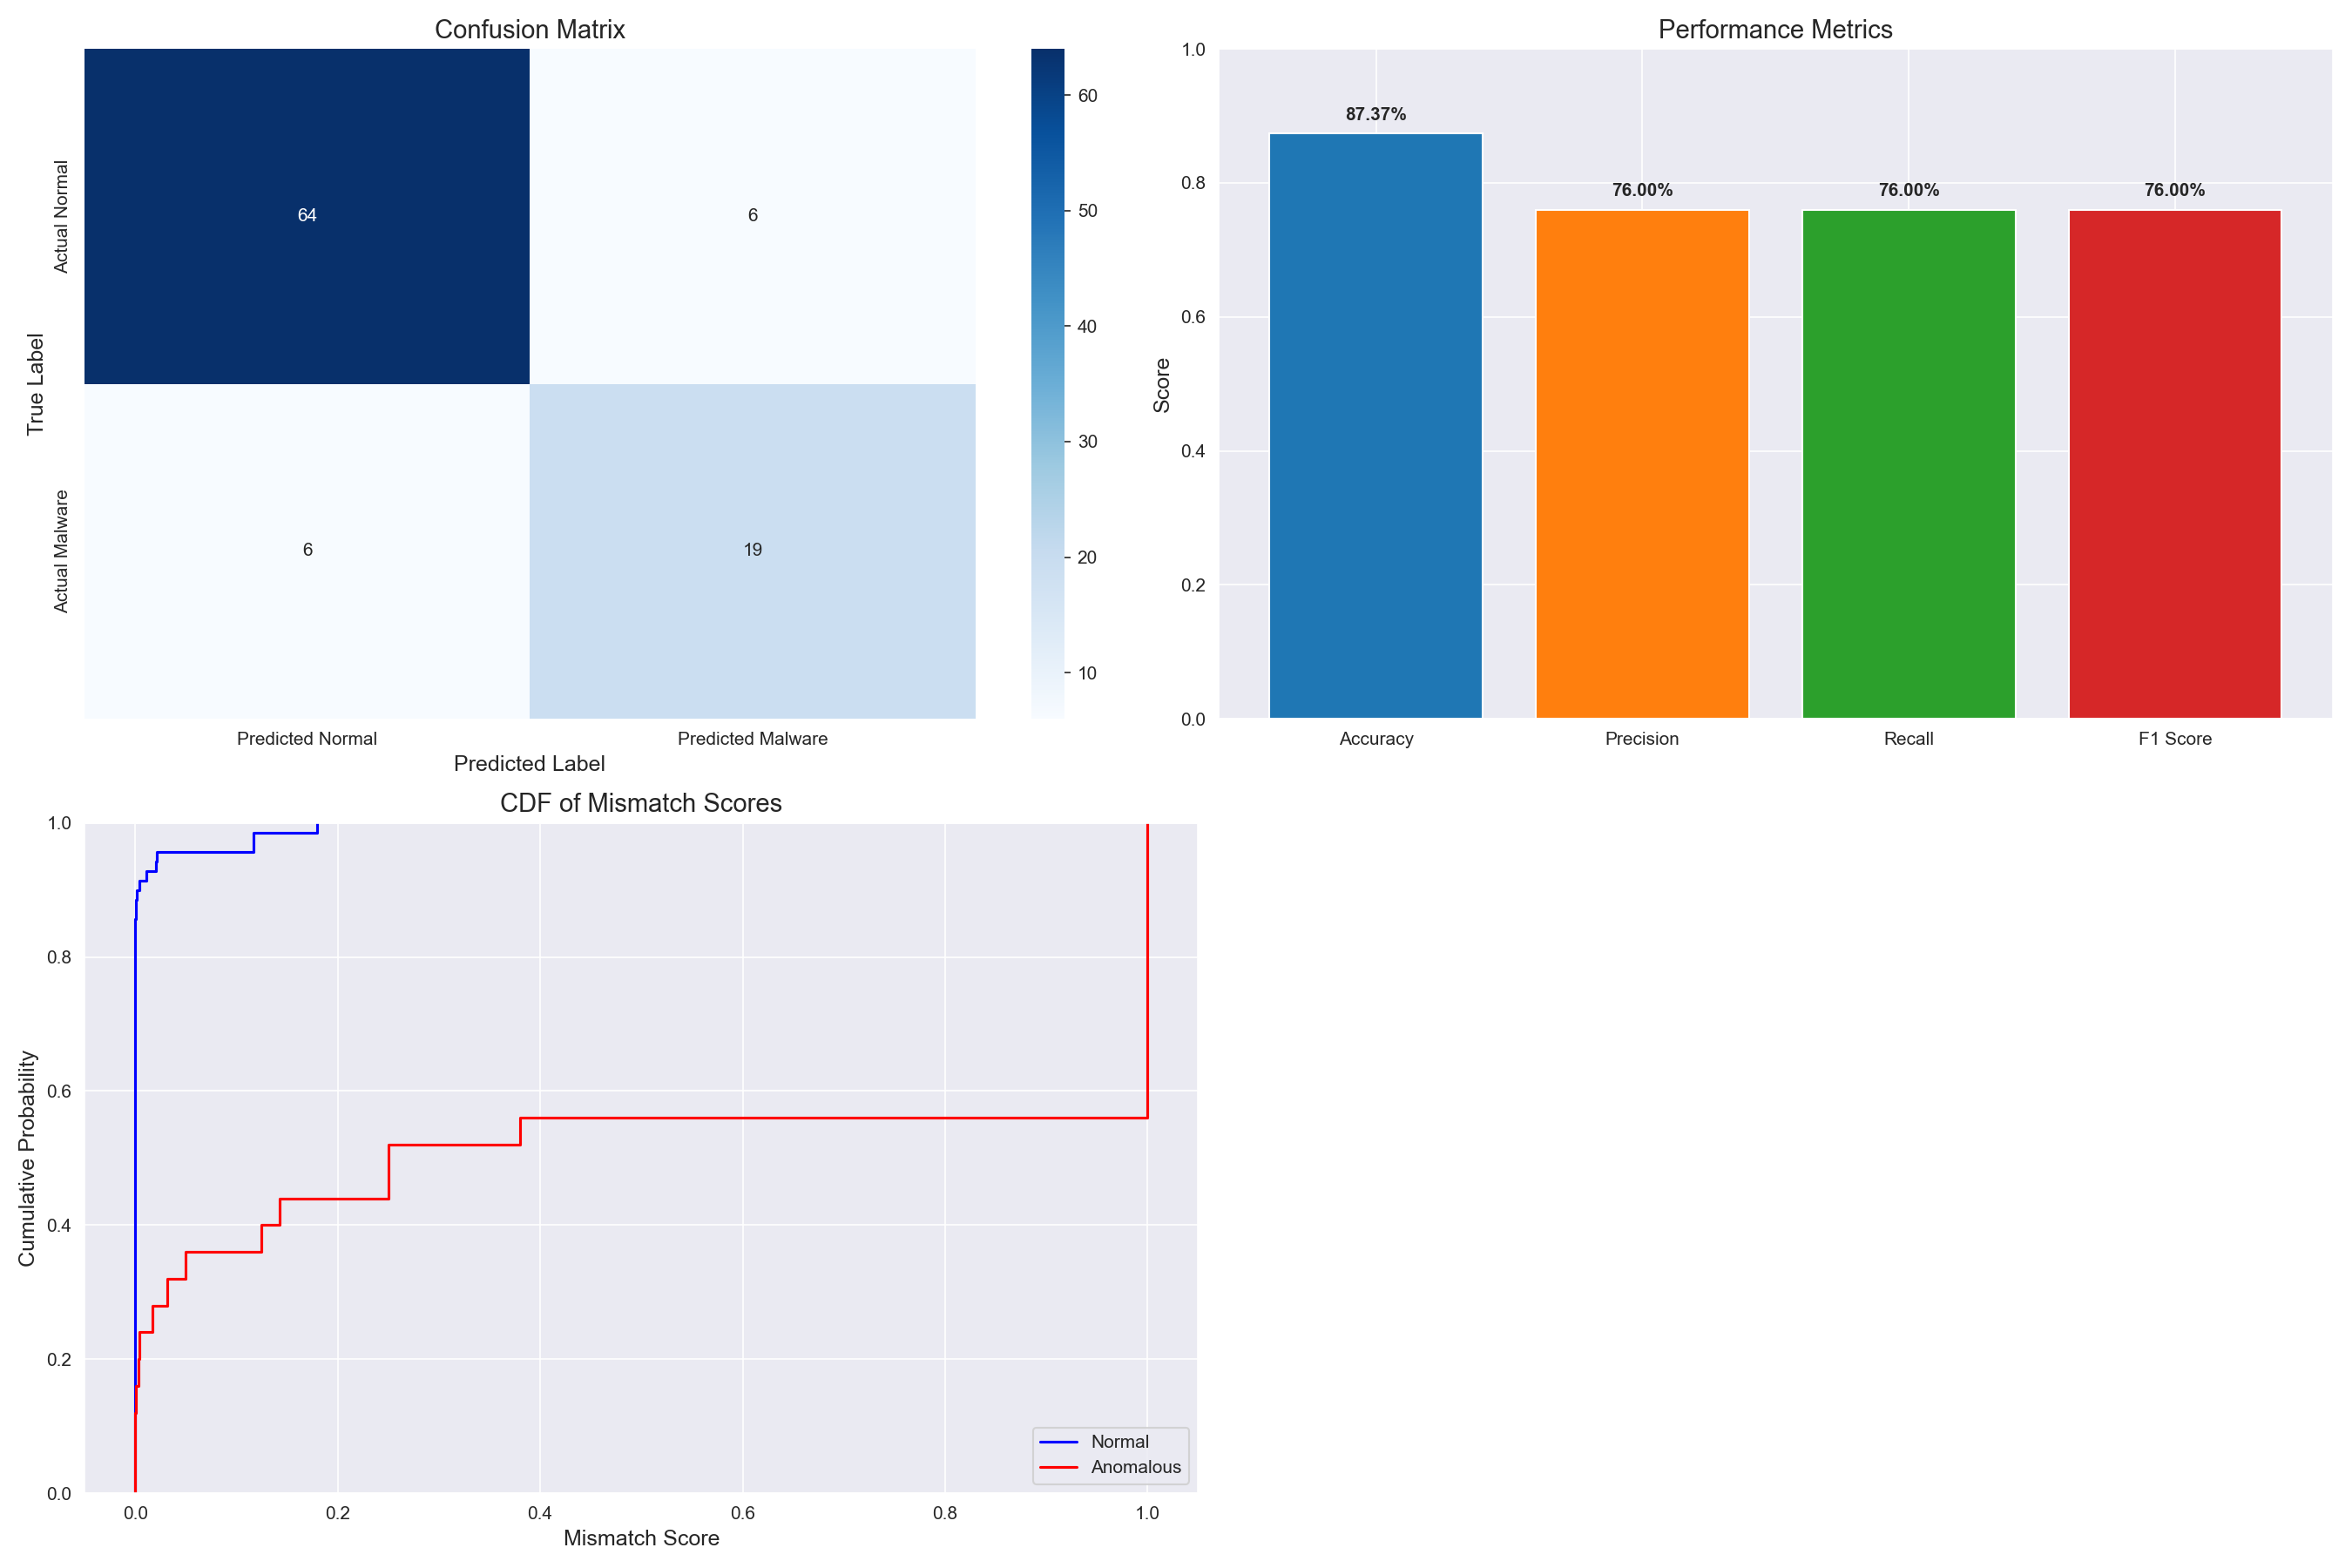 Confusion Matrix
Actual Normal
Actual Malware
True Label
64
6
6
19
Predicted Normal
Predicted Malware
Predicted Label
60
50
40
30
20
10
Performance Metrics
1.0
0.8
0.6
0.4
0.2
0.0
Score
87.37%
76.00%
76.00%
76.00%
Accuracy
Precision
Recall
F1 Score
CDF of Mismatch Scores
1.0
0.8
0.6
0.4
0.2
0.0
Cumulative Probability
0.0
0.2
0.4
0.6
0.8
1.0
Mismatch Score
Normal
Anomalous